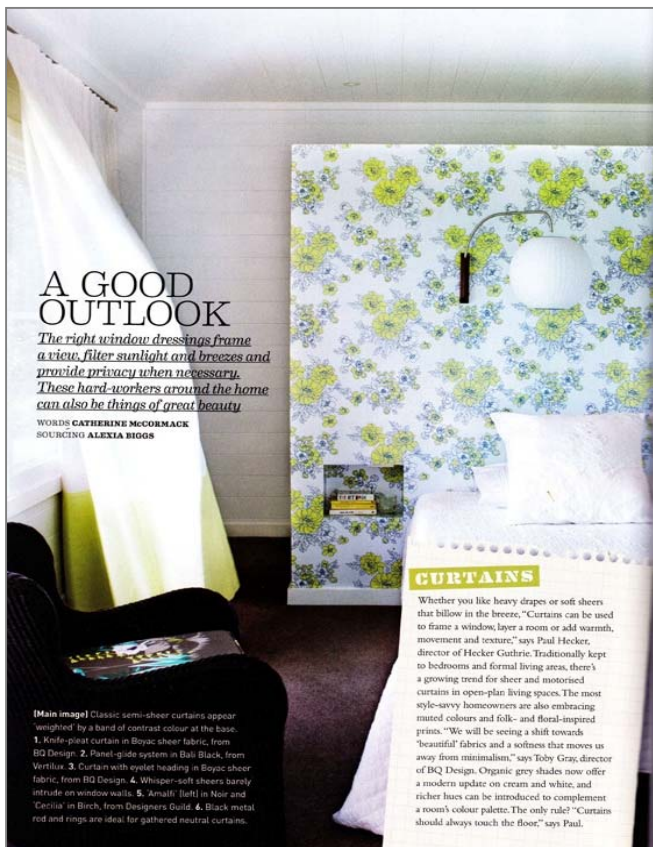 A GOOD
OUTLOOK
The right window dressings frame
a view, filter sunlight and breezes and
provide privacy when necessary.
These hard-workers around the home
can also be things of great beauty
WORDS CATHERINE McCORMACK
SOURCING ALEXIA BIGGS
[Main image] Classic semi-sheer curtains appear
'weighted' by a band of contrast colour at the base.
1. Knife-pleat curtain in Boyac sheer fabric, from
BQ Design. 2. Panel-glide system in Bali Black, from
Vertilux. 3. Curtain with eyelet heading in Boyac sheer
fabric, from BQ Design. 4. Whisper-soft sheers barely
intrude on window walls. 5. 'Amalfi' [left] in Noir and
'Cecilia' in Birch, from Designers Guild. 6. Black metal
rod and rings are ideal for gathered neutral curtains.
CURTAINS
Whether you like heavy drapes or soft sheers
that billow in the breeze, "Curtains can be used
to frame a window, layer a room or add warmth,
movement and texture," says Paul Hecker,
director of Hecker Guthrie. Traditionally kept
to bedrooms and formal living areas, there's
a growing trend for sheer and motorised
curtains in open-plan living spaces. The most
style-savvy homeowners are also embracing
muted colours and folk- and floral-inspired
prints. "We will be seeing a shift towards
'beautiful' fabrics and a softness that moves us
away from minimalism," says Toby Gray, director
of BQ Design. Organic grey shades now offer
a modern update on cream and white, and
richer hues can be introduced to complement
a room's colour palette. The only rule? "Curtains
should always touch the floor," says Paul.